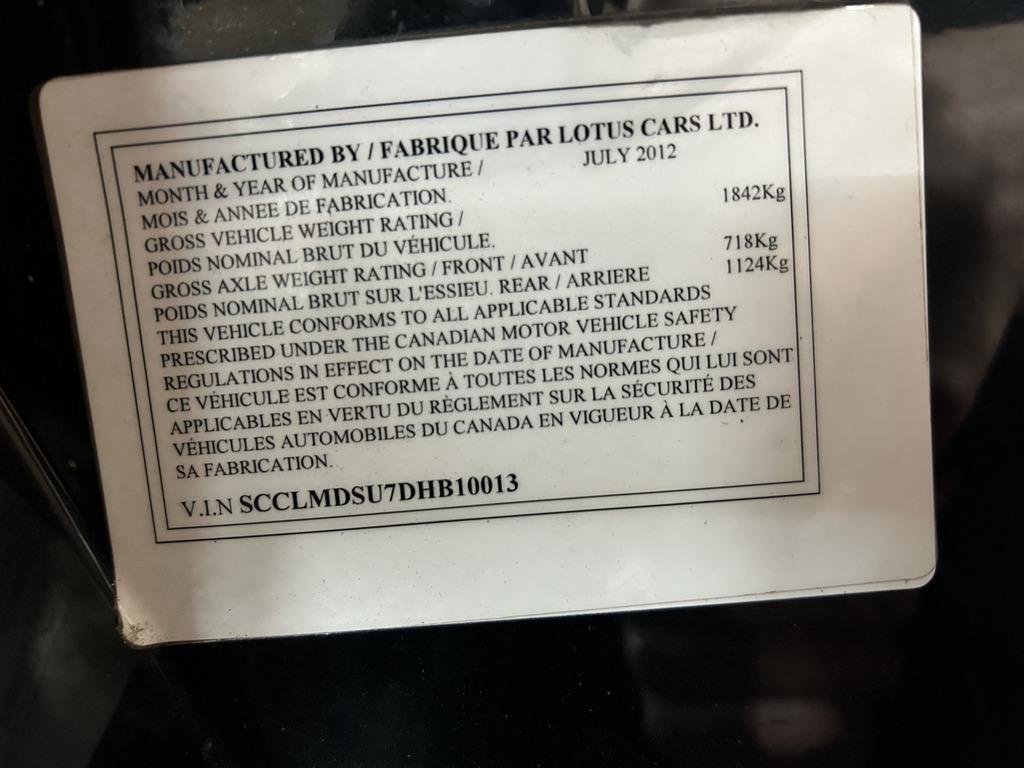 MANUFACTURED BY / FABRIQUE PAR LOTUS CARS LTD.
MONTH & YEAR OF MANUFACTURE / JULY 2012
MOIS & ANNEE DE FABRICATION.
GROSS VEHICLE WEIGHT RATING / 1842Kg
POIDS NOMINAL BRUT DU VÉHICULE.
GROSS AXLE WEIGHT RATING / FRONT / AVANT 718Kg
POIDS NOMINAL BRUT SUR L'ESSIEU. REAR / ARRIERE 1124Kg
THIS VEHICLE CONFORMS TO ALL APPLICABLE STANDARDS
PRESCRIBED UNDER THE CANADIAN MOTOR VEHICLE SAFETY
REGULATIONS IN EFFECT ON THE DATE OF MANUFACTURE /
CE VÉHICULE EST CONFORME À TOUTES LES NORMES QUI LUI SONT
APPLICABLES EN VERTU DU RÈGLEMENT SUR LA SÉCURITÉ DES
VÉHICULES AUTOMOBILES DU CANADA EN VIGUEUR À LA DATE DE
SA FABRICATION.
V.I.N SCCLMDSU7DHB10013